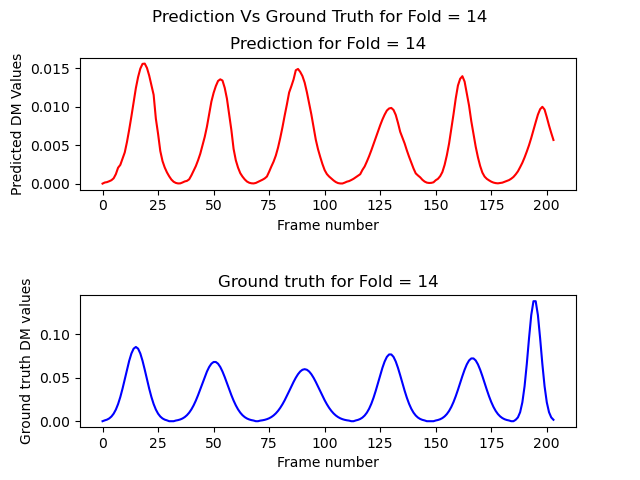 Prediction Vs Ground Truth for Fold = 14
Prediction for Fold = 14
Predicted DM Values
0.015
0.010
0.005
0.000
0 25 50 75 100 125 150 175 200
Frame number
Ground truth for Fold = 14
Ground truth DM values
0.10
0.05
0.00
0 25 50 75 100 125 150 175 200
Frame number